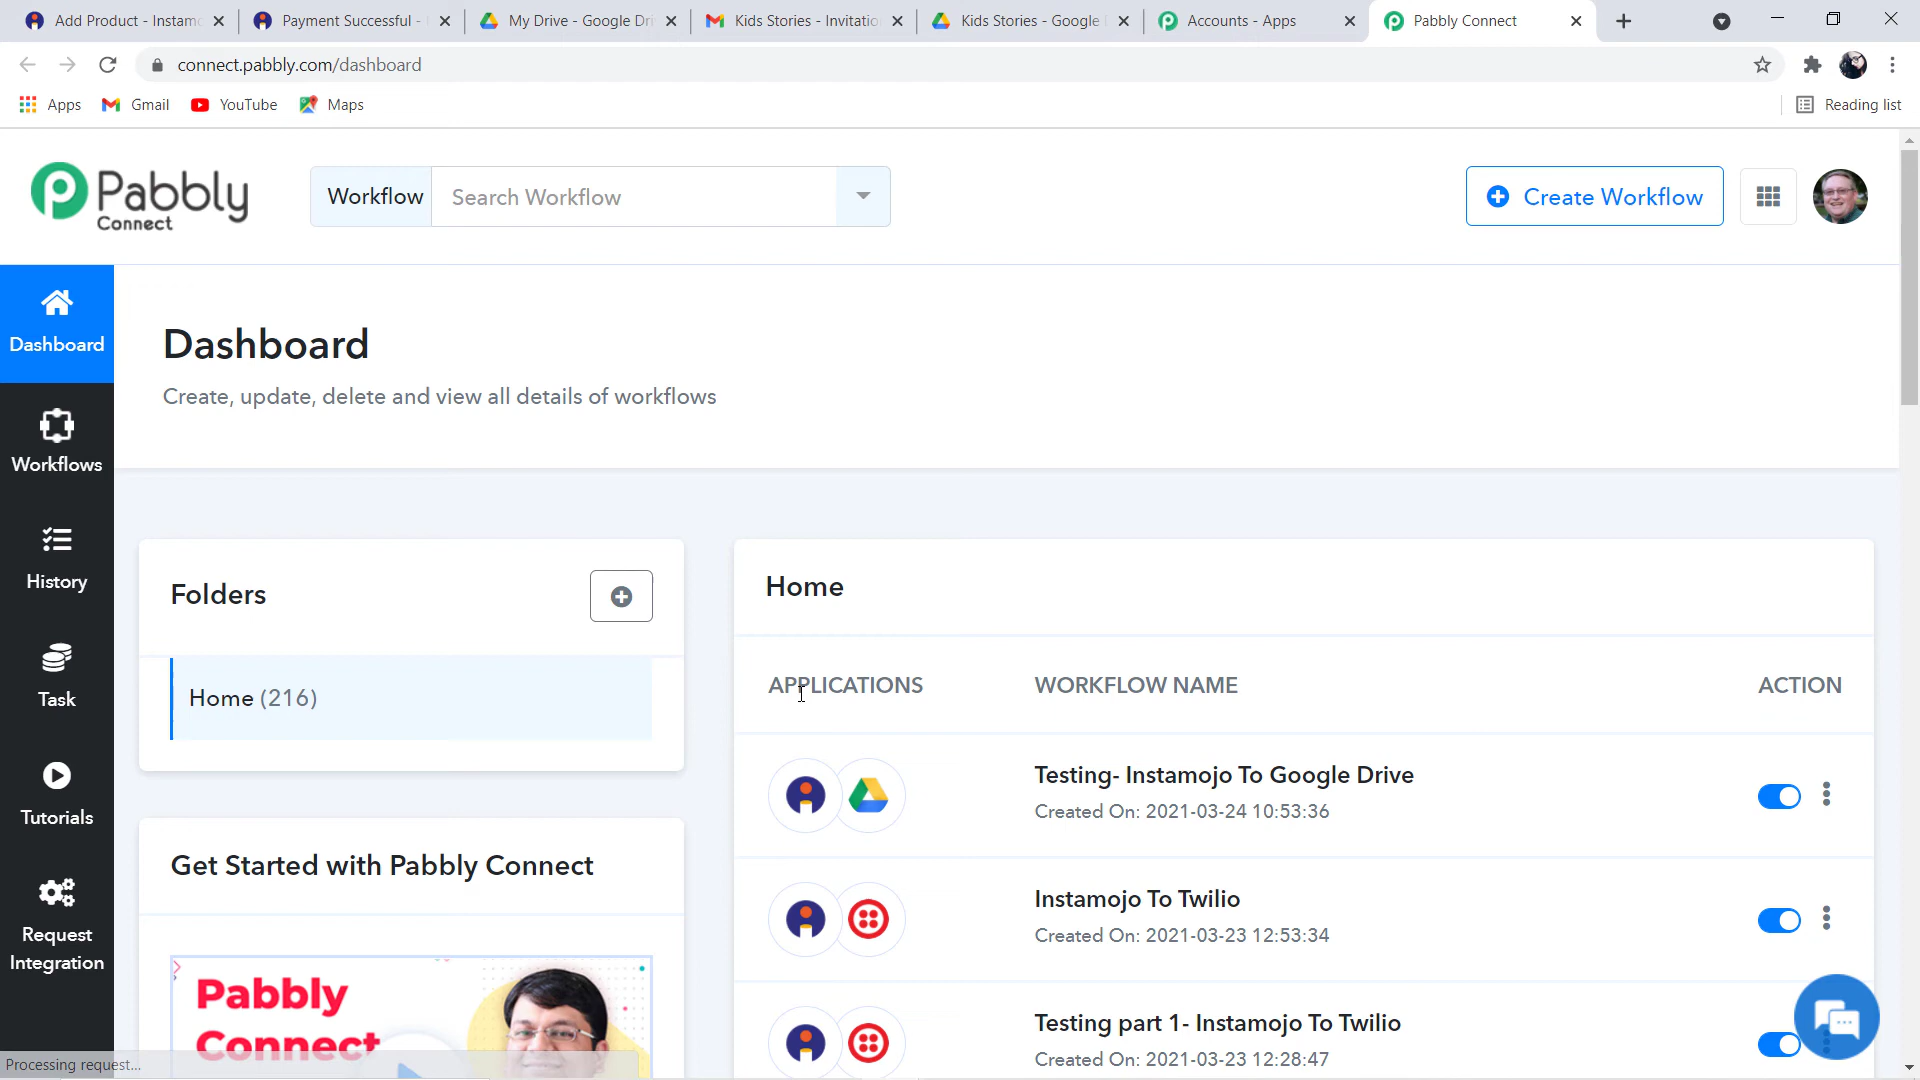 Add Product - Instamo
Payment Successful -
My Drive - Google Dri
Kids Stories - Invitatio
Kids Stories - Google
Accounts - Apps
Pabbly Connect
connect.pabbly.com/dashboard
Apps
Gmail
YouTube
Maps
Reading list
Pabbly
Connect
Workflow
Search Workflow
Create Workflow
Dashboard
Workflows
History
Task
Tutorials
Request
Integration
Dashboard
Create, update, delete and view all details of workflows
Folders
Home (216)
Get Started with Pabbly Connect
Pabbly
Connect
Home
APPLICATIONS WORKFLOW NAME ACTION
Testing- Instamojo To Google Drive
Created On: 2021-03-24 10:53:36
Instamojo To Twilio
Created On: 2021-03-23 12:53:34
Testing part 1- Instamojo To Twilio
Created On: 2021-03-23 12:28:47
Processing request...